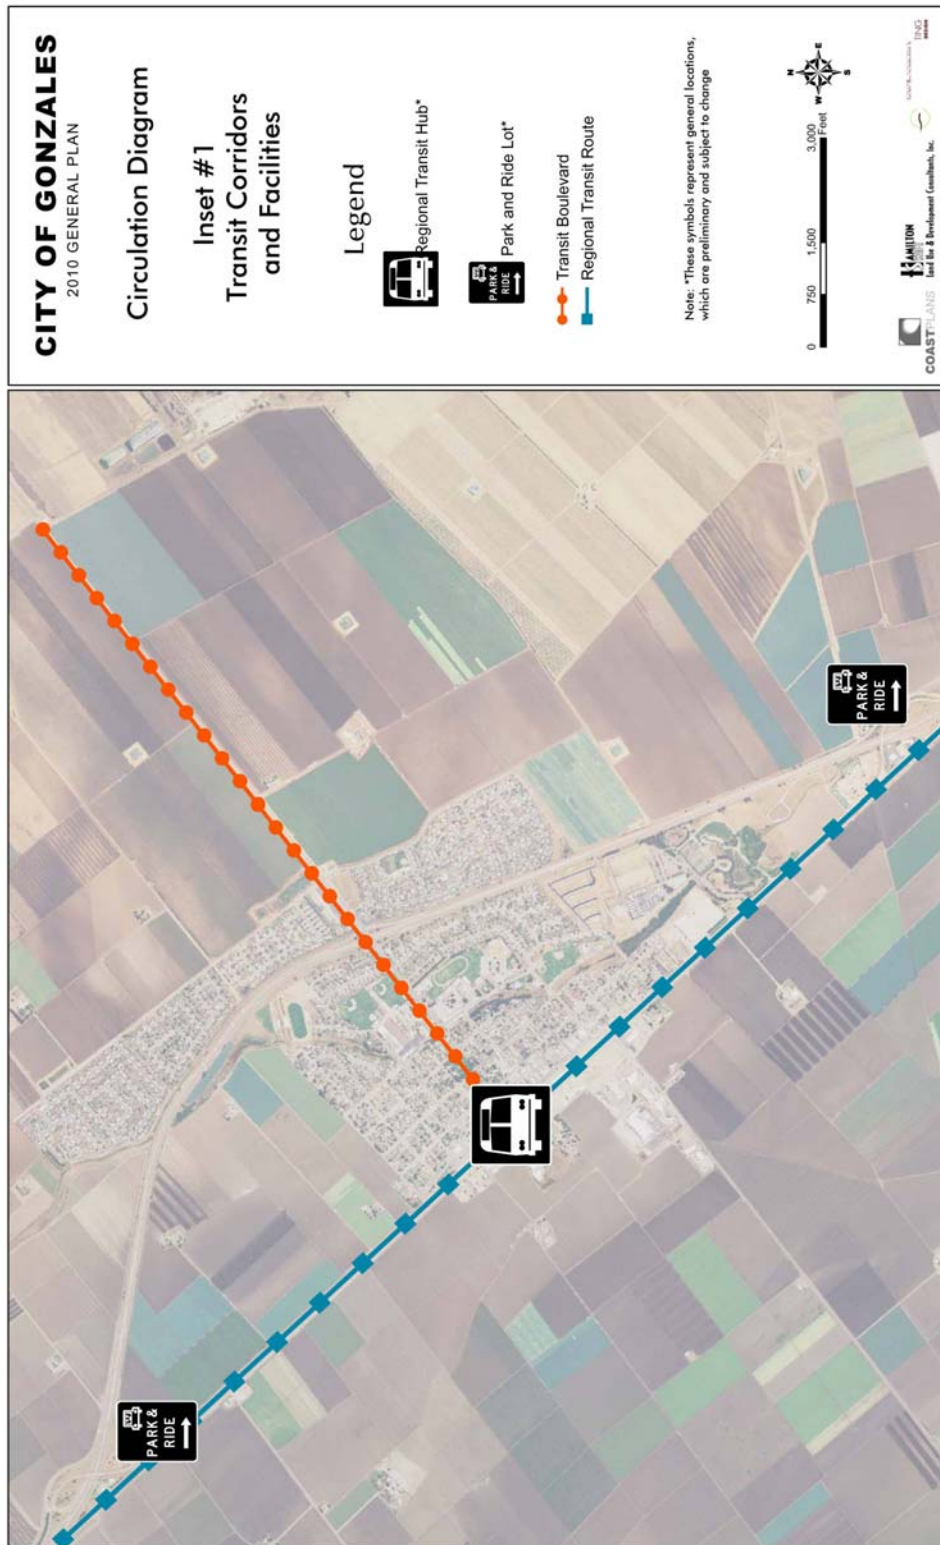 CITY OF GONZALES
2010 GENERAL PLAN
Circulation Diagram
Inset #1
Transit Corridors
and Facilities
Legend
Regional Transit Hub*
PARK &
RIDE
Park and Ride Lot*
Transit Boulevard
Regional Transit Route
Note: *These symbols represent general locations,
which are preliminary and subject to change
0 750 1,500 3,000
Feet
N
E
S
W
COASTPLANS
HAMILTON
Land Use & Development Consultants, Inc.
TING
PARK &
RIDE
PARK &
RIDE